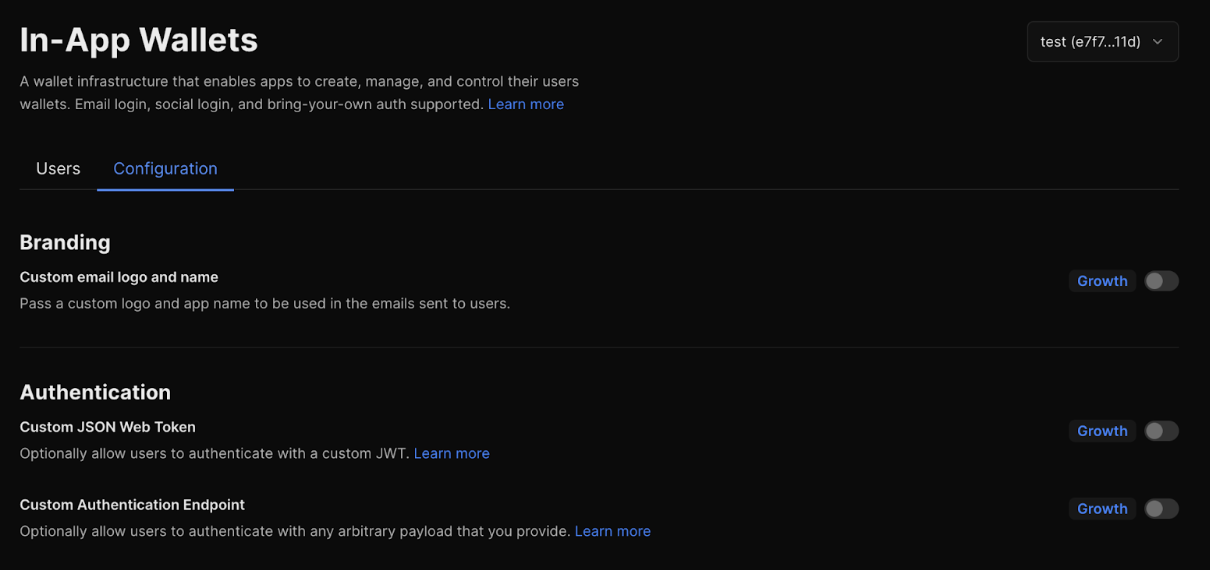 In-App Wallets
test (e7f7...11d)
A wallet infrastructure that enables apps to create, manage, and control their users
wallets. Email login, social login, and bring-your-own auth supported. Learn more
Users
Configuration
Branding
Custom email logo and name
Growth
Pass a custom logo and app name to be used in the emails sent to users.
Authentication
Custom JSON Web Token
Growth
Optionally allow users to authenticate with a custom JWT. Learn more
Custom Authentication Endpoint
Growth
Optionally allow users to authenticate with any arbitrary payload that you provide. Learn more